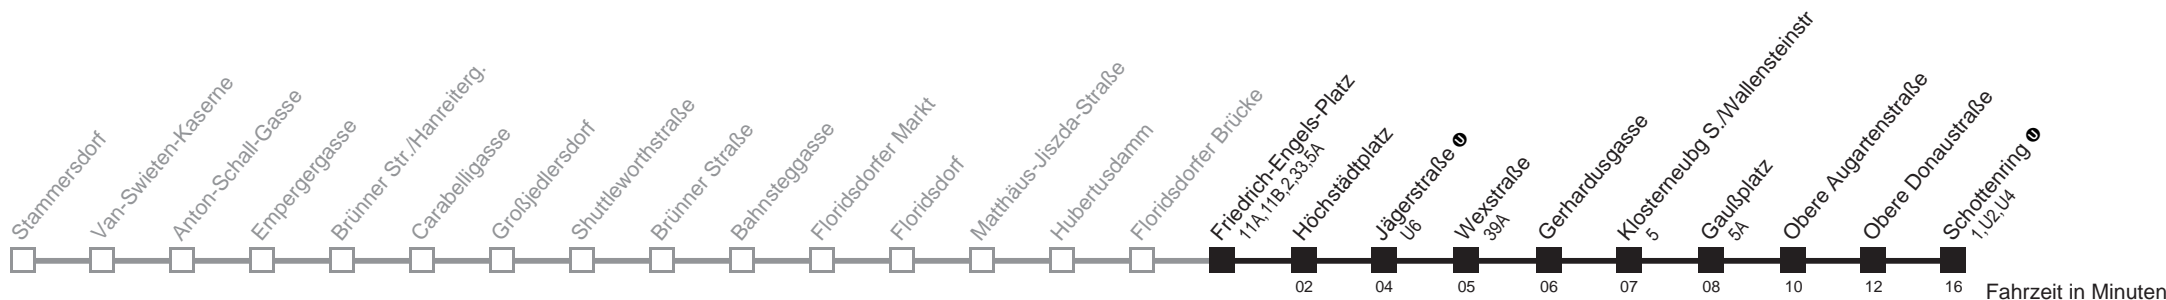 Stammersdorf
Van-Swieten-Kaserne
Anton-Schall-Gasse
Empergergasse
Brünner Str./Hanreiterg.
Carabelligasse
Großjedlersdorf
Shuttleworthstraße
Brünner Straße
Bahnsteggasse
Floridsdorfer Markt
Floridsdorf
Matthäus-Jiszda-Straße
Hubertusdamm
Floridsdorfer Brücke
Friedrich-Engels-Platz
11A,11B,2,33,5A
Höchstädtplatz
Jägerstraße U
U6
Wexstraße
39A
Gerhardusgasse
Klosterneubg S./Wallensteinstr
5
Gaußplatz
5A
Obere Augartenstraße
Obere Donaustraße
Schottenring U
1,U2,U4
02 04 05 06 07 08 10 12 16 Fahrzeit in Minuten